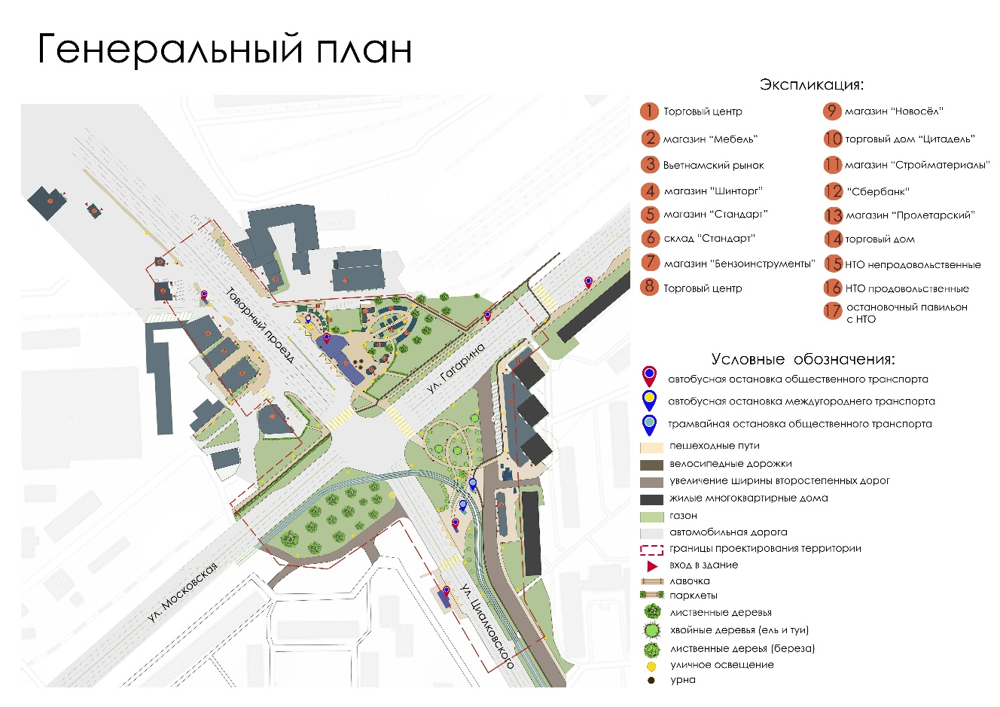 Генеральный план
Экспликация:
1 Торговый центр
2 магазин “Мебель”
3 Вьетнамский рынок
4 магазин “Шинторг”
5 магазин “Стандарт”
6 склад “Стандарт”
7 магазин “Бензоинструменты”
8 Торговый центр
9 магазин “Новосёл”
10 торговый дом “Цитадель”
11 магазин “Стройматериалы”
12 “Сбербанк”
13 магазин “Пролетарский”
14 торговый дом
15 НТО непродовольственные
16 НТО продовольственные
17 остановочный павильон
с НТО
Условные обозначения:
автобусная остановка общественного транспорта
автобусная остановка междугороднего транспорта
трамвайная остановка общественного транспорта
пешеходные пути
велосипедные дорожки
увеличение ширины второстепенных дорог
жилые многоквартирные дома
газон
автомобильная дорога
границы проектирования территории
вход в здание
лавочка
парклеты
лиственные деревья
хвойные деревья (ель и туи)
лиственные дерeья (береза)
уличное освещение
урна
Товарный проезд
ул. Гагарина
ул. Московская
ул. Циалковского